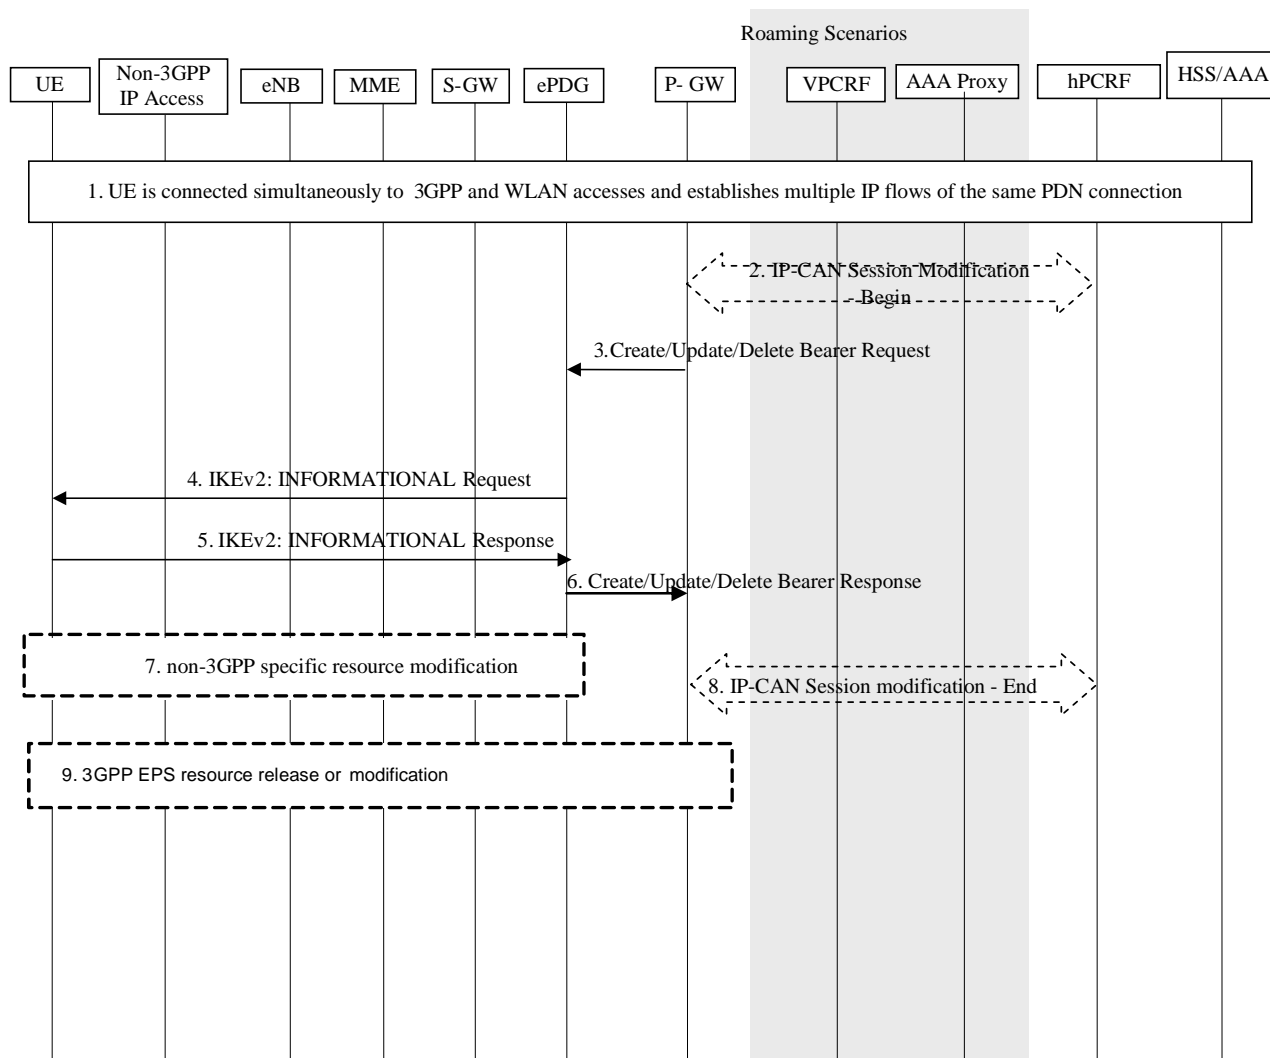 Roaming Scenarios
UE
Non-3GPP
IP Access
eNB
MME
S-GW
ePDG
P- GW
VPCRF
AAA Proxy
hPCRF
HSS/AAA
1. UE is connected simultaneously to 3GPP and WLAN accesses and establishes multiple IP flows of the same PDN connection
2. IP-CAN Session Modification
- Begin
3.Create/Update/Delete Bearer Request
4. IKEv2: INFORMATIONAL Request
5. IKEv2: INFORMATIONAL Response
6. Create/Update/Delete Bearer Response
7. non-3GPP specific resource modification
8. IP-CAN Session modification - End
9. 3GPP EPS resource release or modification